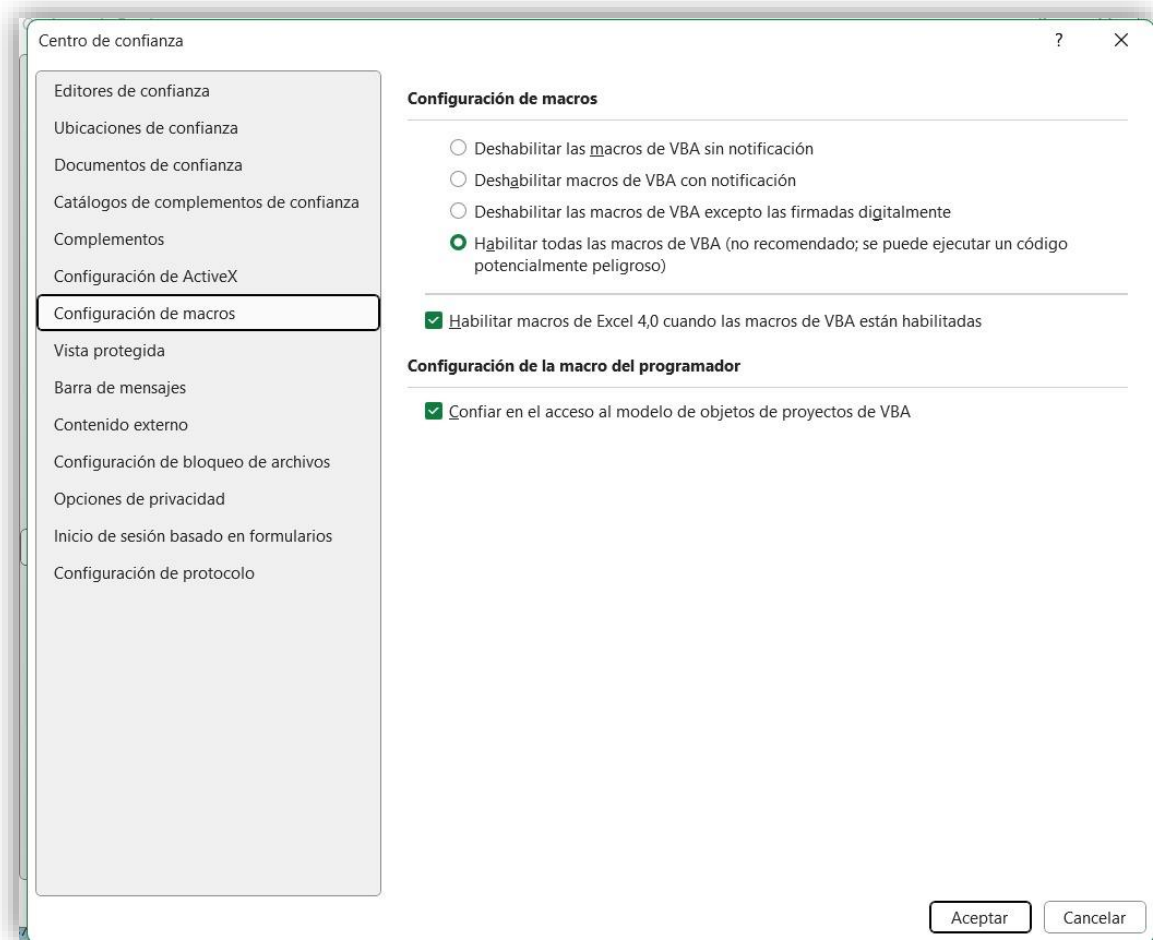 Centro de confianza
?
Editores de confianza
Ubicaciones de confianza
Documentos de confianza
Catálogos de complementos de confianza
Complementos
Configuración de ActiveX
Configuración de macros
Vista protegida
Barra de mensajes
Contenido externo
Configuración de bloqueo de archivos
Opciones de privacidad
Inicio de sesión basado en formularios
Configuración de protocolo
Configuración de macros
Deshabilitar las macros de VBA sin notificación
Deshabilitar macros de VBA con notificación
Deshabilitar las macros de VBA excepto las firmadas digitalmente
Habilitar todas las macros de VBA (no recomendado; se puede ejecutar un código
potencialmente peligroso)
Habilitar macros de Excel 4,0 cuando las macros de VBA están habilitadas
Configuración de la macro del programador
Confiar en el acceso al modelo de objetos de proyectos de VBA
Aceptar
Cancelar